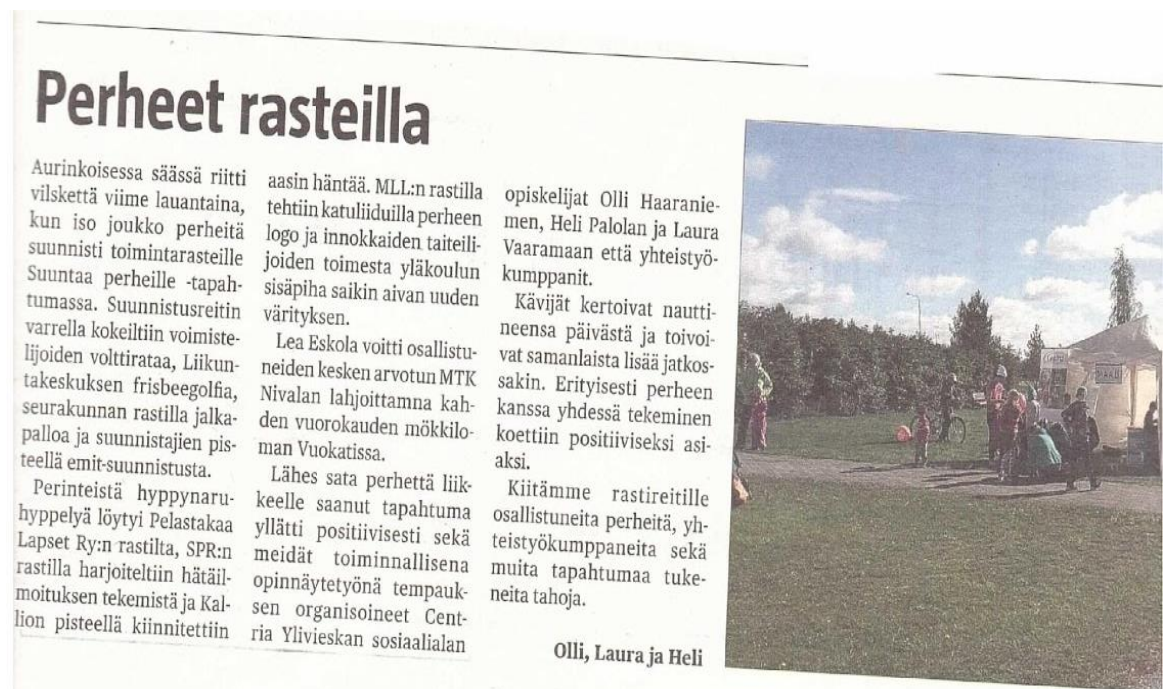 Perheet rasteilla
Aurinkoisessa säässä riitti
vilskettä viime lauantaina,
kun iso joukko perheitä
suunnisti toimintarasteille
Suuntaa perheille -tapah-
tumassa. Suunnistusreitin
varrella kokeiltiin voimiste-
lijoiden volttirataa, Liikun-
takeskuksen frisbeegolfia,
seurakunnan rastilla jalka-
palloa ja suunnistajien pis-
teellä emit-suunnistusta.
Perinteistä hyppynaru-
hyppelyä löytyi Pelastakaa
Lapset Ry:n rastilta, SPR:n
rastilla harjoiteltiin hätäil-
moituksen tekemistä ja Kal-
lion pisteellä kiinnitettiin
aasin häntää. MLL:n rastilla
tehtiin katuliiduilla perheen
logo ja innokkaiden taiteili-
joiden toimesta yläkoulun
sisäpiha saikin aivan uuden
värityksen.
Lea Eskola voitti osallistu-
neiden kesken arvotun MTK
Nivalan lahjoittamna kah-
den vuorokauden mökkilo-
man Vuokatissa.
Lähes sata perhettä liik-
keelle saanut tapahtuma
yllätti positiivisesti sekä
meidät toiminnallisena
opinnäytetyönä tempauk-
sen organisoineet Cent-
ria Ylivieskan sosiaalialan
opiskelijat Olli Haaranie-
men, Heli Palolan ja Laura
Vaaramaan että yhteistyö-
kumppanit.
Kävijät kertoivat nautti-
neensa päivästä ja toivoi-
vat samanlaista lisää jatkos-
sakin. Erityisesti perheen
kanssa yhdessä tekeminen
koettiin positiiviseksi asi-
aksi.
Kiitämme rastireitille
osallistuneita perheitä, yh-
teistyökumppaneita sekä
muita tapahtumaa tuke-
neita tahoja.
Olli, Laura ja Heli